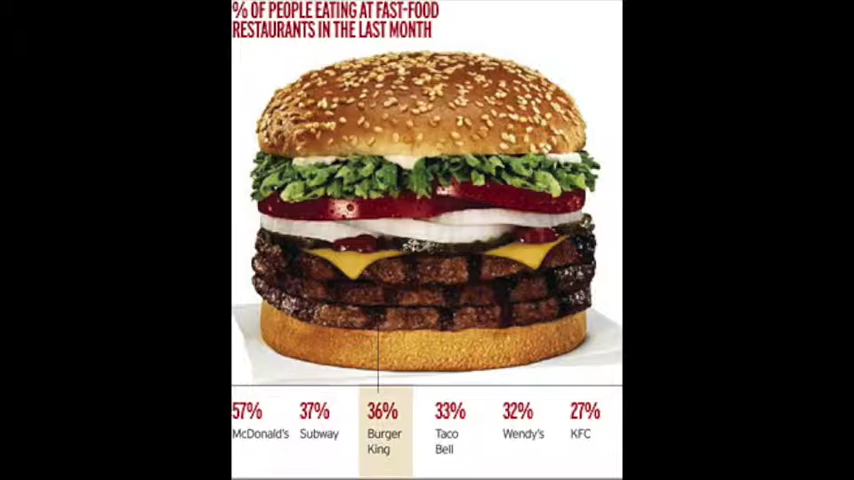 % OF PEOPLE EATING AT FAST-FOOD
RESTAURANTS IN THE LAST MONTH
57% 37% 36% 33% 32% 27%
McDonald's Subway Burger King Taco Bell Wendy's KFC